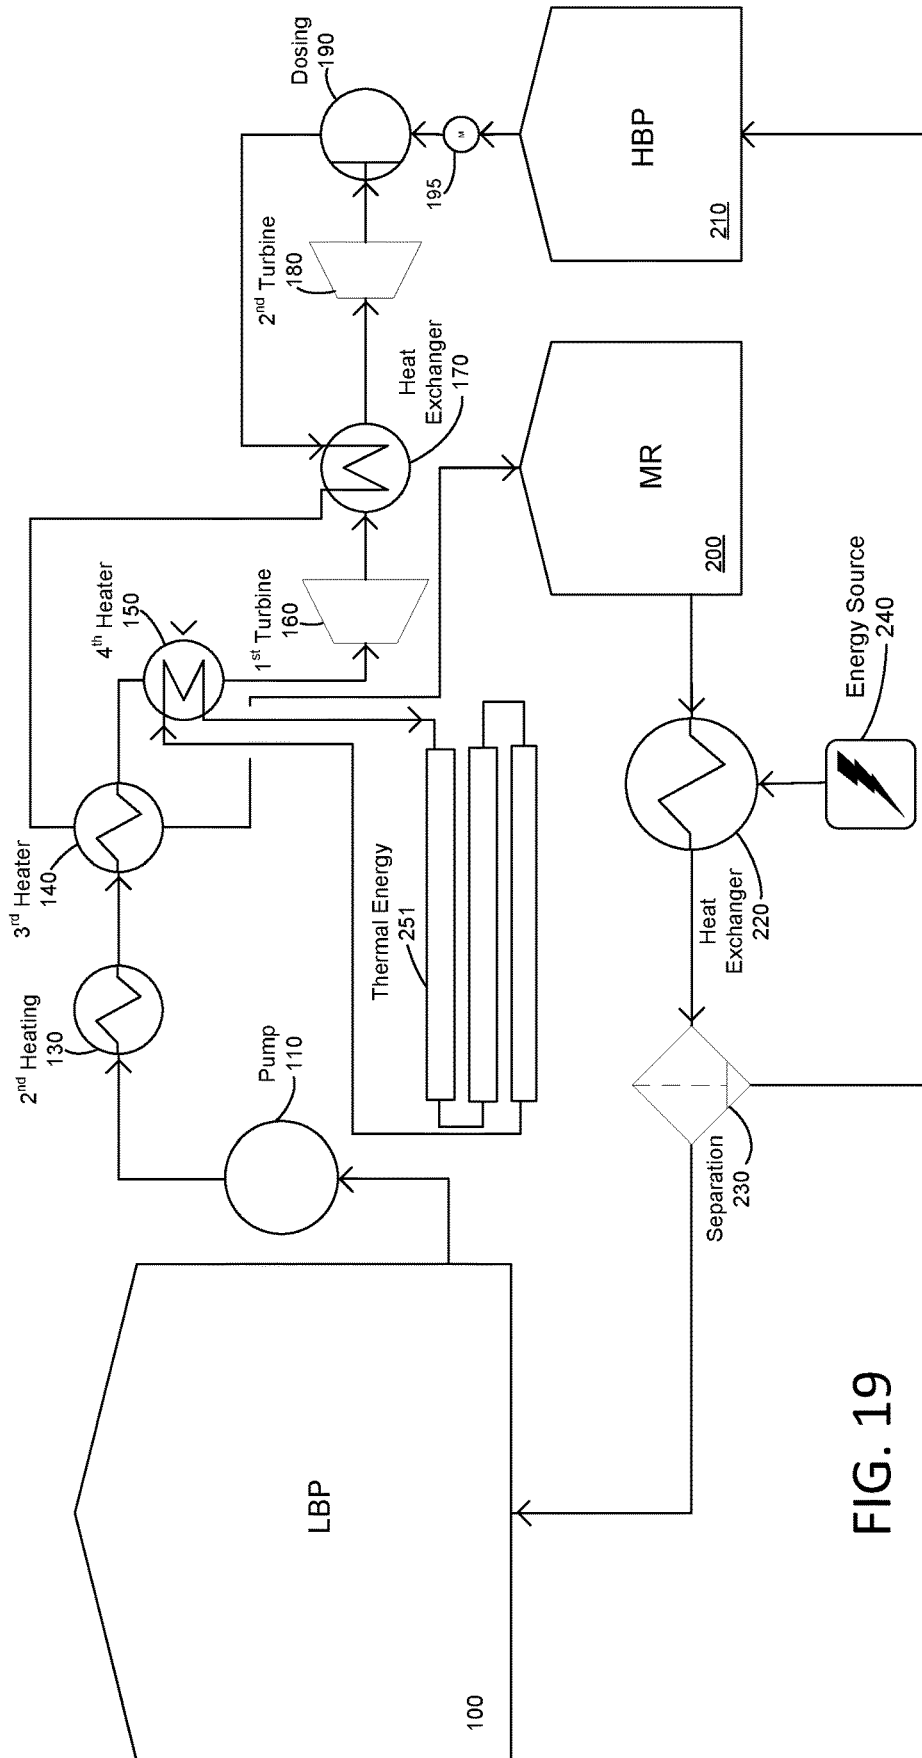 LBP
100
Pump
110
2nd Heating
130
3rd Heater
140
4th Heater
150
1st Turbine
160
Heat
Exchanger
170
2nd Turbine
180
Dosing
190
M
195
HBP
210
MR
200
Thermal Energy
251
Heat
Exchanger
220
Energy Source
240
Separation
230
FIG. 19